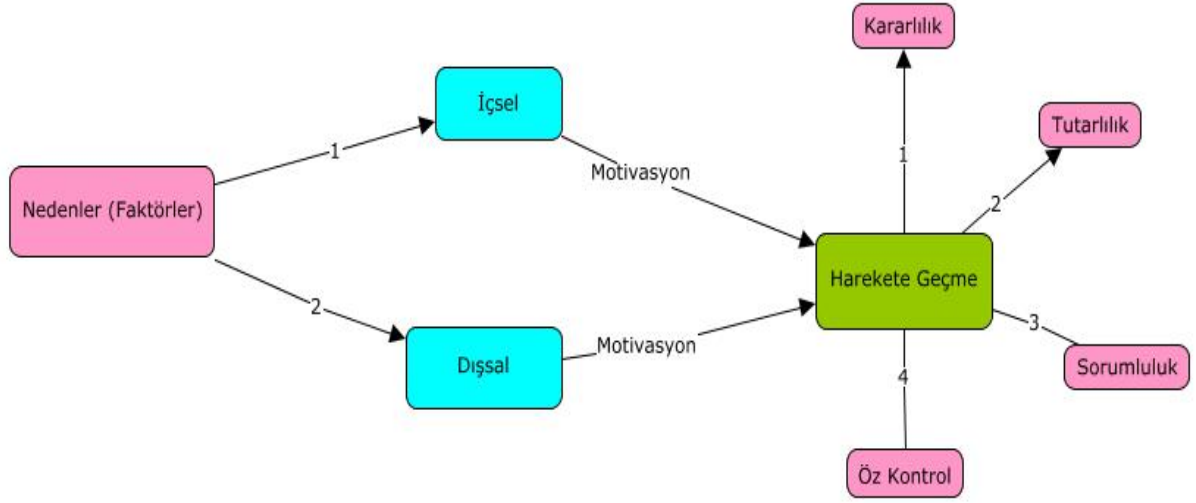 Kararlılık
İçsel
Tutarlılık
1
1
Motivasyon
2
Nedenler (Faktörler)
Harekete Geçme
2
3
Motivasyon
Dışsal
Sorumluluk
4
Öz Kontrol